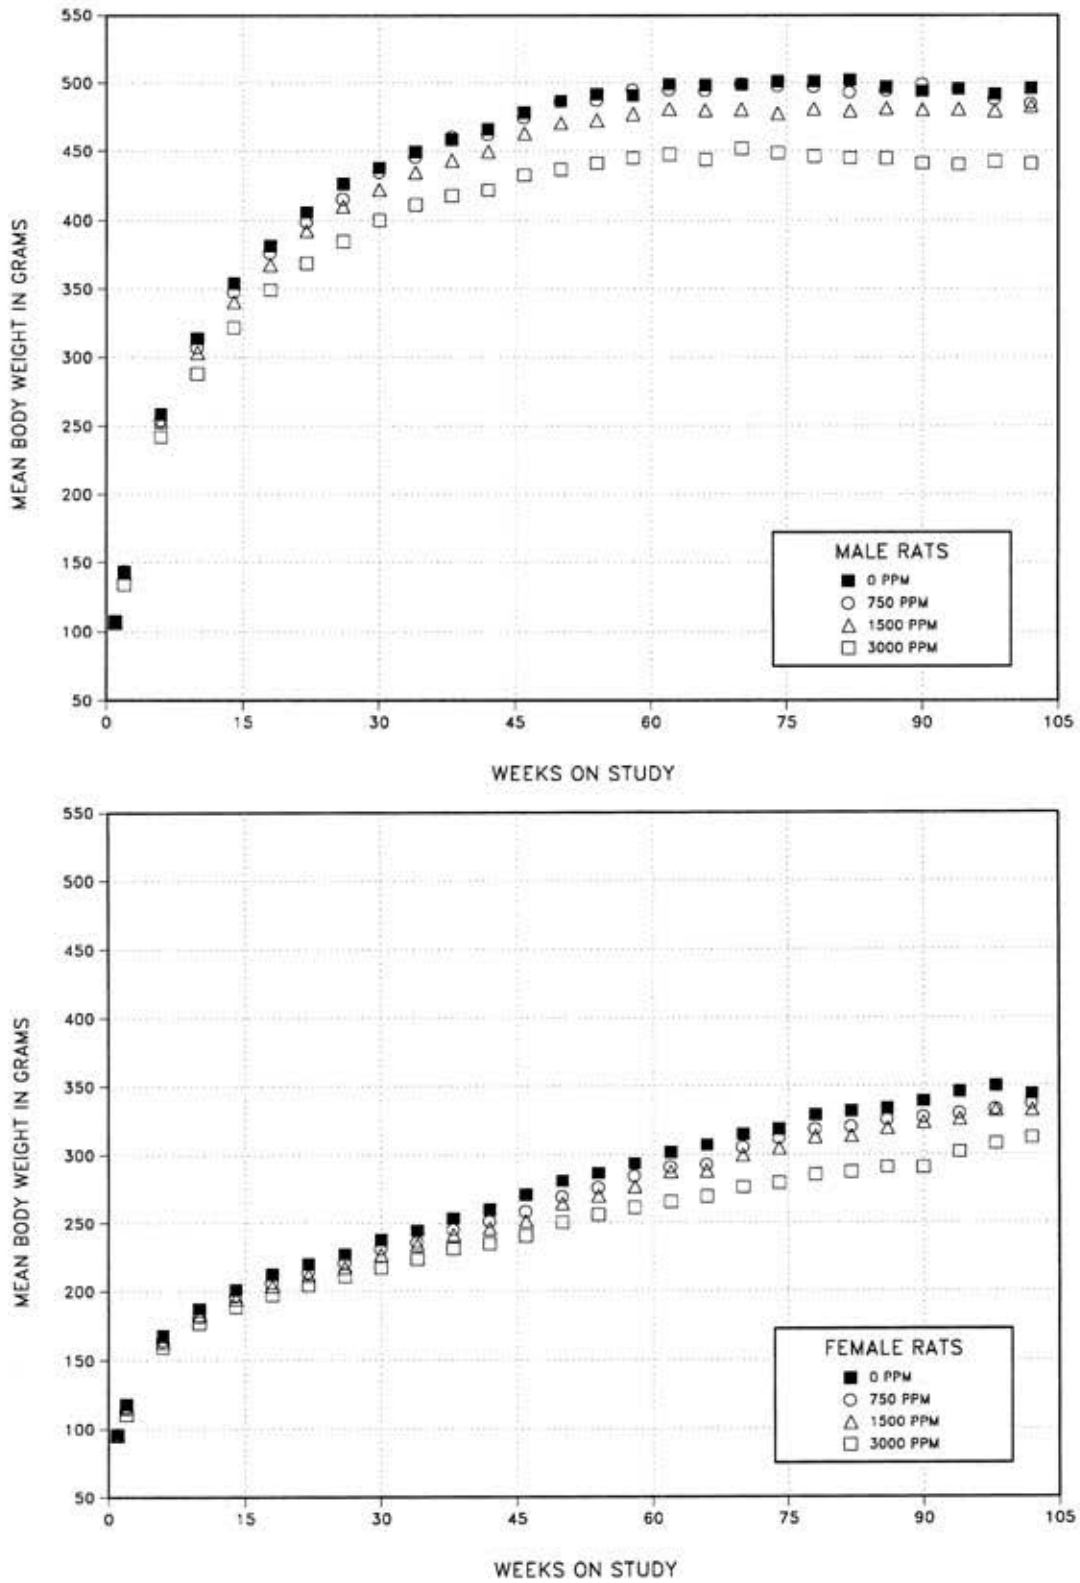 550
500
450
400
350
300
250
200
150
100
50
MEAN BODY WEIGHT IN GRAMS
MALE RATS
0 PPM
750 PPM
1500 PPM
3000 PPM
0 15 30 45 60 75 90 105
WEEKS ON STUDY
550
500
450
400
350
300
250
200
150
100
50
MEAN BODY WEIGHT IN GRAMS
FEMALE RATS
0 PPM
750 PPM
1500 PPM
3000 PPM
0 15 30 45 60 75 90 105
WEEKS ON STUDY